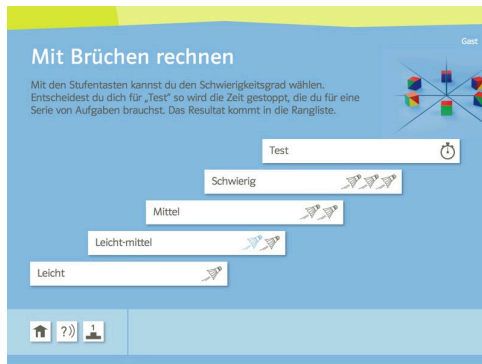 Gast
Mit Brüchen rechnen
Mit den Stufentasten kannst du den Schwierigkeitsgrad wählen.
Entscheidest du dich für „Test" so wird die Zeit gestoppt, die du für eine
Serie von Aufgaben brauchst. Das Resultat kommt in die Rangliste.
Test
Schwierig
Mittel
Leicht-mittel
Leicht
?))
1